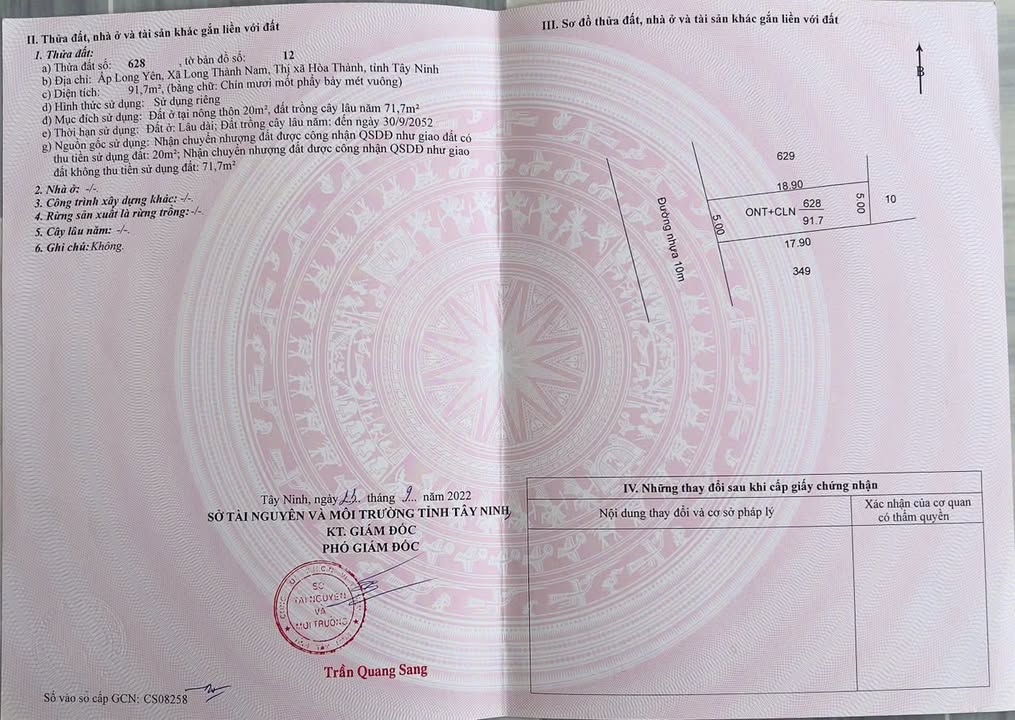 II. Thửa đất, nhà ở và tài sản khác gắn liền với đất
1. Thửa đất:
a) Thửa đất số: 628 , tờ bản đồ số: 12
b) Địa chỉ: Ấp Long Yên, Xã Long Thành Nam, Thị xã Hòa Thành, tỉnh Tây Ninh
c) Diện tích: 91,7m², (bằng chữ: Chín mươi mốt phẩy bảy mét vuông)
d) Hình thức sử dụng: Sử dụng riêng
đ) Mục đích sử dụng: Đất ở tại nông thôn 20m², đất trồng cây lâu năm 71,7m²
e) Thời hạn sử dụng: Đất ở: Lâu dài; Đất trồng cây lâu năm: đến ngày 30/9/2052
g) Nguồn gốc sử dụng: Nhận chuyển nhượng đất được công nhận QSDĐ như giao đất có
thu tiền sử dụng đất: 20m²; Nhận chuyển nhượng đất được công nhận QSDĐ như giao
đất không thu tiền sử dụng đất: 71,7m²
2. Nhà ở: -/-.
3. Công trình xây dựng khác: -/-.
4. Rừng sản xuất là rừng trồng: -/-.
5. Cây lâu năm: -/-.
6. Ghi chú: Không.
Tây Ninh, ngày tháng 9 năm 2022
SỞ TÀI NGUYÊN VÀ MÔI TRƯỜNG TỈNH TÂY NINH
KT. GIÁM ĐỐC
PHÓ GIÁM ĐỐC
SỞ
TÀI NGUYÊN
VÀ
MÔI TRƯỜNG
Trần Quang Sang
Số vào sổ cấp GCN: CS08258
III. Sơ đồ thửa đất, nhà ở và tài sản khác gắn liền với đất
B
629
18.90
5.00
ONT+CLN 628
91.7
5.00
10
17.90
349
Đường nhựa 10m
IV. Những thay đổi sau khi cấp giấy chứng nhận
Nội dung thay đổi và cơ sở pháp lý
Xác nhận của cơ quan
có thẩm quyền